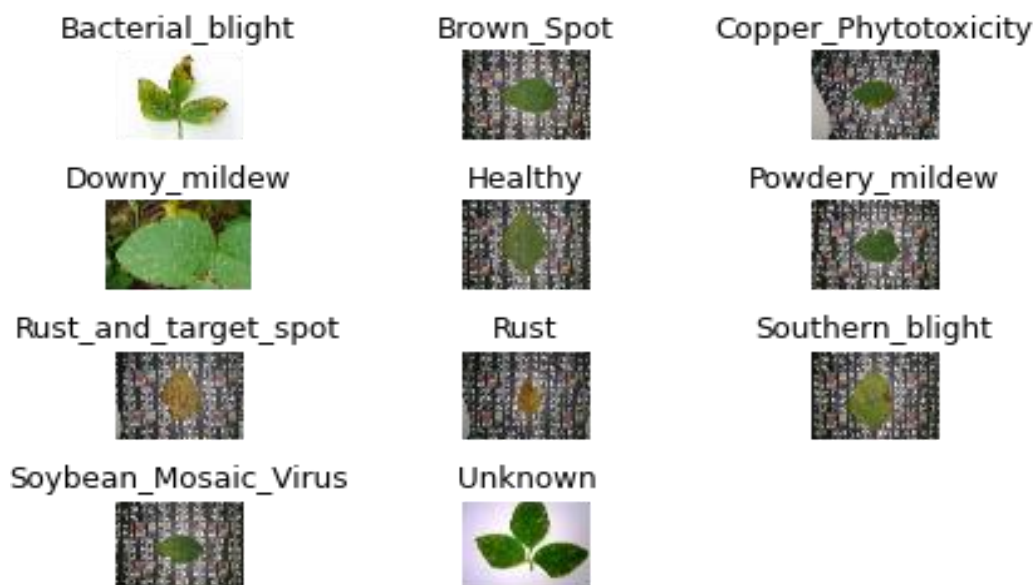 Bacterial_blight
Brown_Spot
Copper_Phytotoxicity
Downy_mildew
Healthy
Powdery_mildew
Rust_and_target_spot
Rust
Southern_blight
Soybean_Mosaic_Virus
Unknown